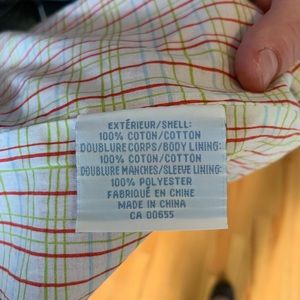 EXTÉRIEUR/SHELL:
100% COTON/COTTON
DOUBLURE CORPS/BODY LINING:
100% COTON/COTTON
DOUBLURE MANCHES/SLEEVE LINING:
100% POLYESTER
FABRIQUÉ EN CHINE
MADE IN CHINA
CA 00655